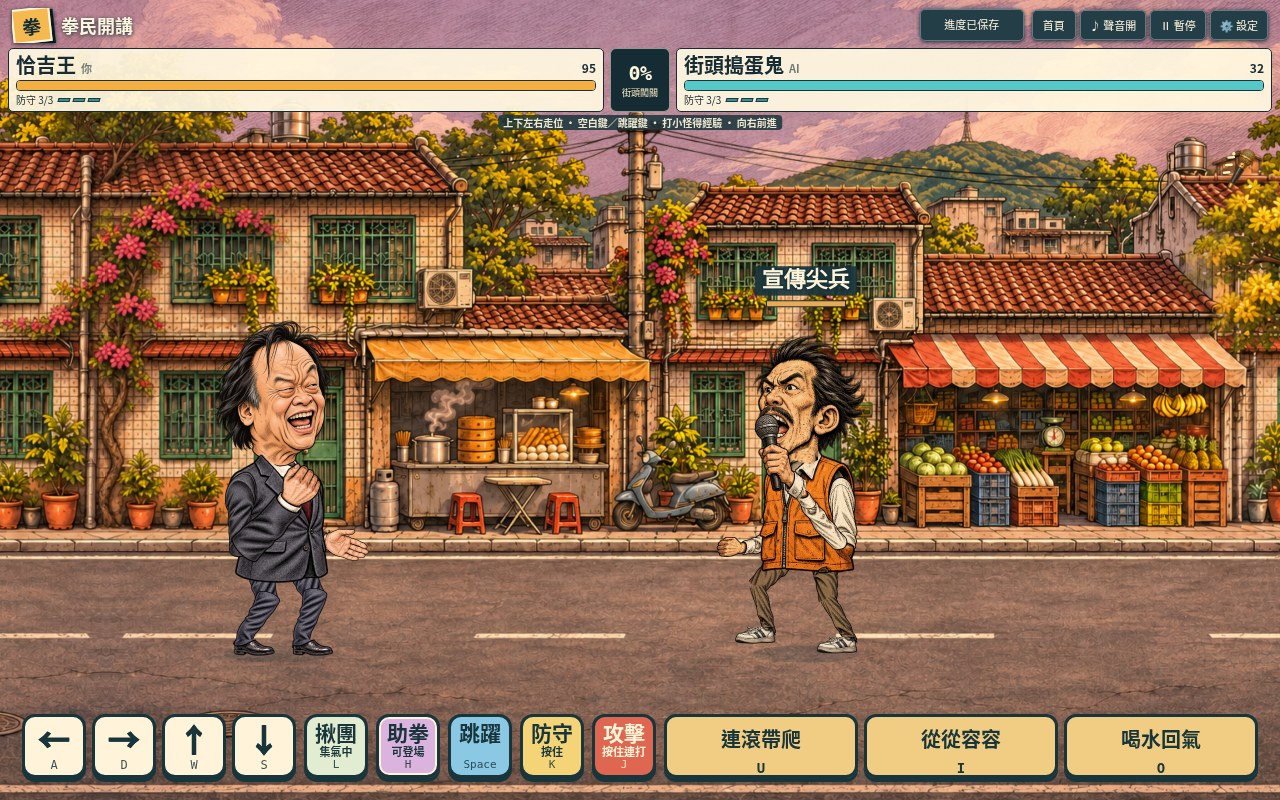 拳 拳民開講
進度已保存
首頁
♪ 聲音開
II 暫停
⚙️ 設定
恰吉王 你 95
防守 3/3
0%
街頭闖關
街頭搗蛋鬼 AI 32
防守 3/3
上下左右走位・空白鍵／跳躍鍵・打小怪得經驗・向右前進
宣傳尖兵
← A
→ D
↑ W
↓ S
揪團
集氣中
L
助拳
可登場
H
跳躍
Space
防守
按住
K
攻擊
按住連打
J
連滾帶爬
U
從從容容
I
喝水回氣
O